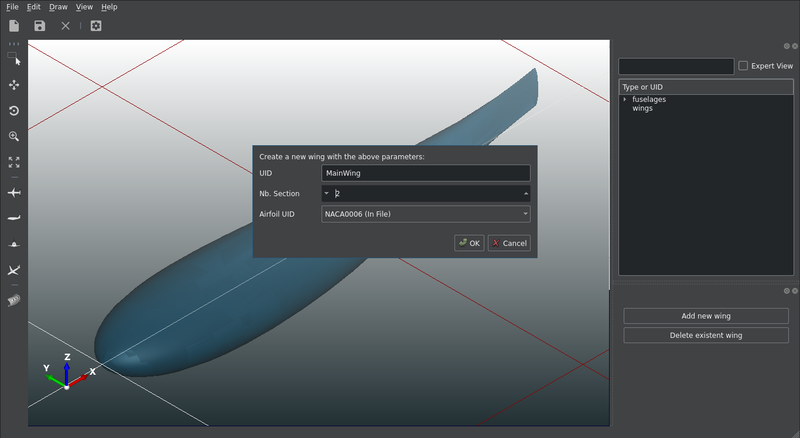 File Edit Draw View Help
Expert View
Type or UID
fuselages
wings
Create a new wing with the above parameters:
UID MainWing
Nb. Section 2
Airfoil UID NACA0006 (In File)
OK Cancel
Add new wing
Delete existent wing
Z
Y
X